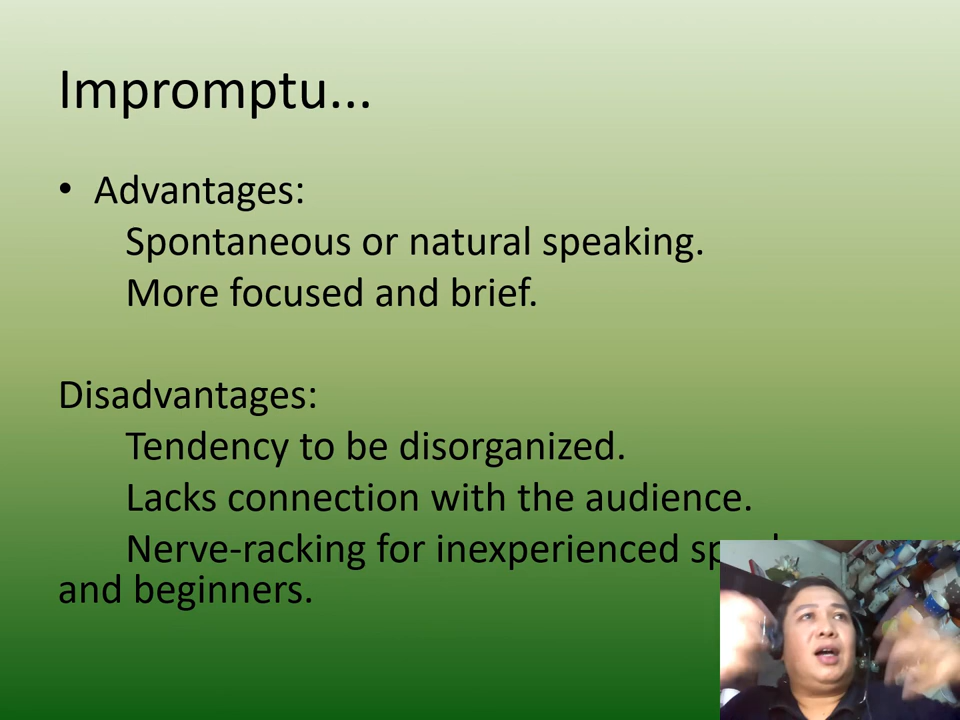 Impromptu...
• Advantages:
Spontaneous or natural speaking.
More focused and brief.
Disadvantages:
Tendency to be disorganized.
Lacks connection with the audience.
Nerve-racking for inexperienced
and beginners.